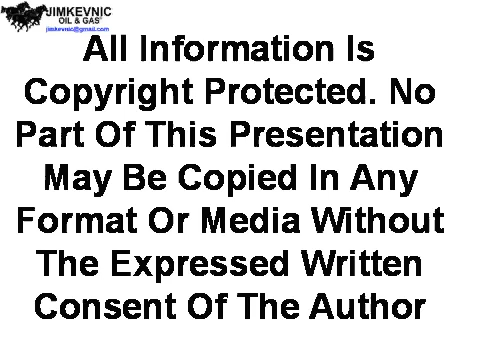 JIMKEVNIC
OIL & GAS
jimkevnic@gmail.com
All Information Is
Copyright Protected. No
Part Of This Presentation
May Be Copied In Any
Format Or Media Without
The Expressed Written
Consent Of The Author